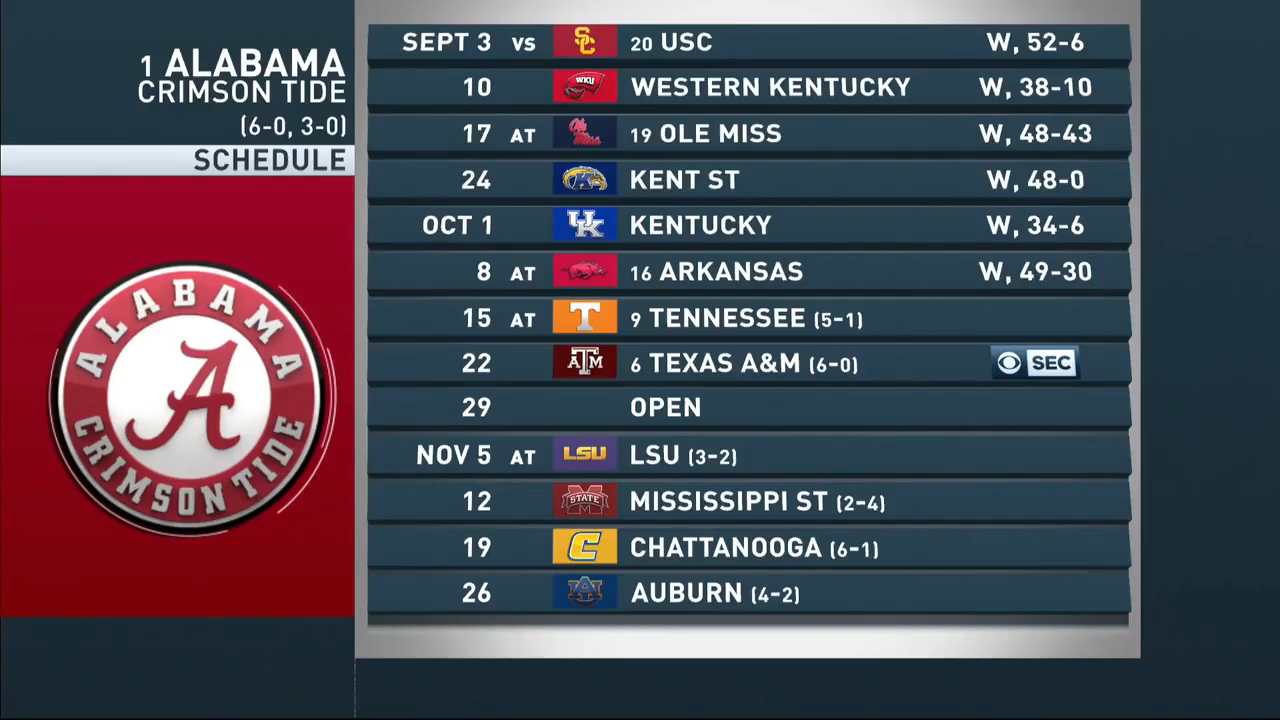 1 ALABAMA
CRIMSON TIDE
(6-0, 3-0)
SCHEDULE
ALABAMA
A
CRIMSON TIDE
SEPT 3 VS SC 20 USC W, 52-6
10 WKU WESTERN KENTUCKY W, 38-10
17 AT Ole Miss 19 OLE MISS W, 48-43
24 K KENT ST W, 48-0
OCT 1 UK KENTUCKY W, 34-6
8 AT 16 ARKANSAS W, 49-30
15 AT T 9 TENNESSEE (5-1)
22 ATM 6 TEXAS A&M (6-0) SEC
29 OPEN
NOV 5 AT LSU LSU (3-2)
12 STATE MISSISSIPPI ST (2-4)
19 C CHATTANOOGA (6-1)
26 AU AUBURN (4-2)